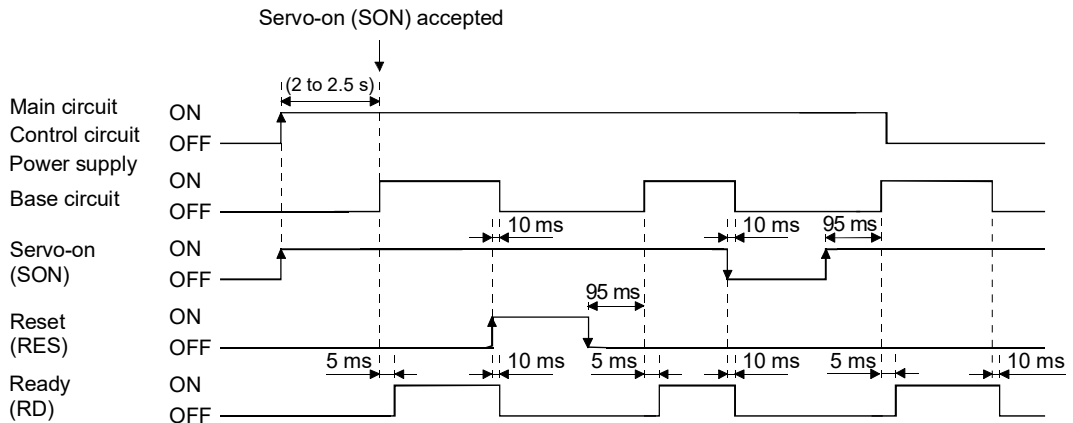 Servo-on (SON) accepted
(2 to 2.5 s)
Main circuit
Control circuit
Power supply
ON
OFF
Base circuit
ON
OFF
10 ms
10 ms
95 ms
Servo-on
(SON)
ON
OFF
95 ms
Reset
(RES)
ON
OFF
5 ms
10 ms
5 ms
10 ms
5 ms
10 ms
Ready
(RD)
ON
OFF